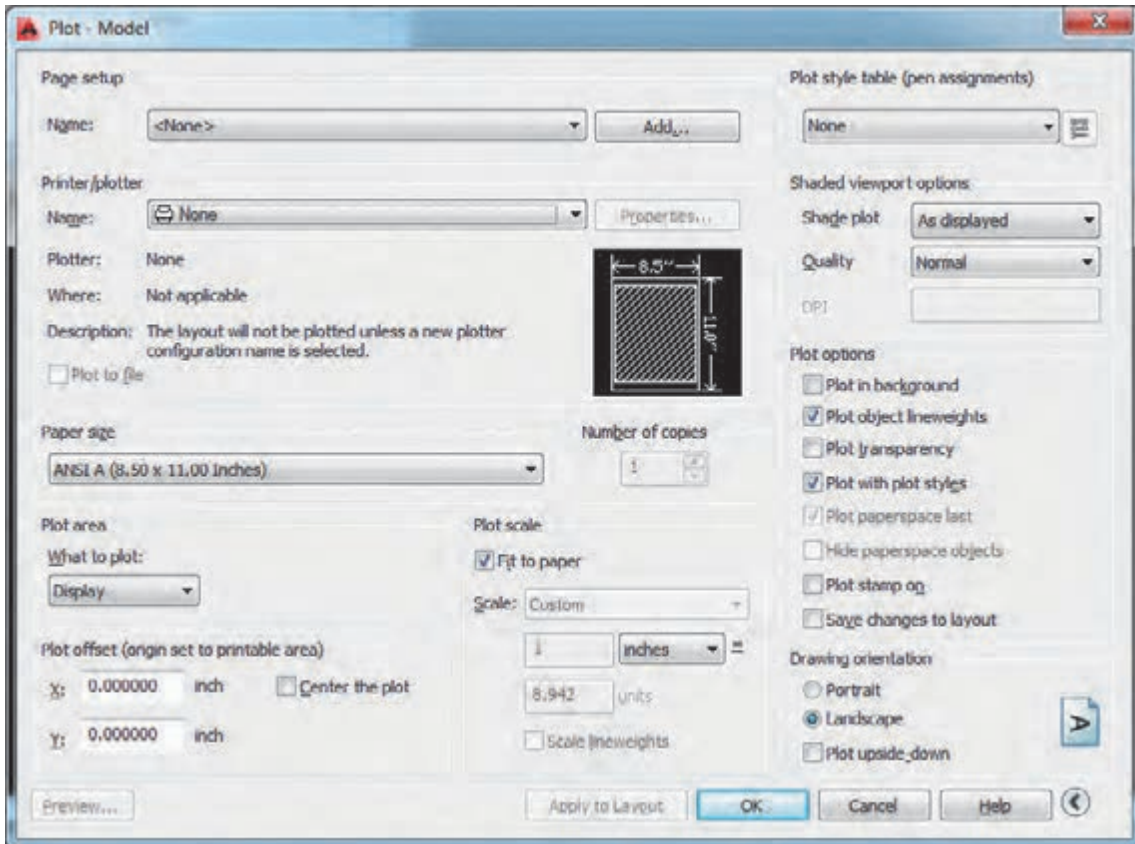 Plot - Model
Page setup
Name: <None> Add...
Printer/plotter
Name: None Properties...
Plotter: None
Where: Not applicable
Description: The layout will not be plotted unless a new plotter
configuration name is selected.
Plot to file
8.5''
11.0''
Paper size
ANSI A (8.50 x 11.00 Inches)
Number of copies
1
Plot area
What to plot:
Display
Plot offset (origin set to printable area)
X: 0.000000 inch Center the plot
Y: 0.000000 inch
Plot scale
Fit to paper
Scale: Custom
1 inches =
8.942 units
Scale lineweights
Plot style table (pen assignments)
None
Shaded viewport options
Shade plot As displayed
Quality Normal
DPI
Plot options
Plot in background
Plot object lineweights
Plot transparency
Plot with plot styles
Plot paperspace last
Hide paperspace objects
Plot stamp on
Save changes to layout
Drawing orientation
Portrait
Landscape
Plot upside-down
A
Preview... Apply to Layout OK Cancel Help